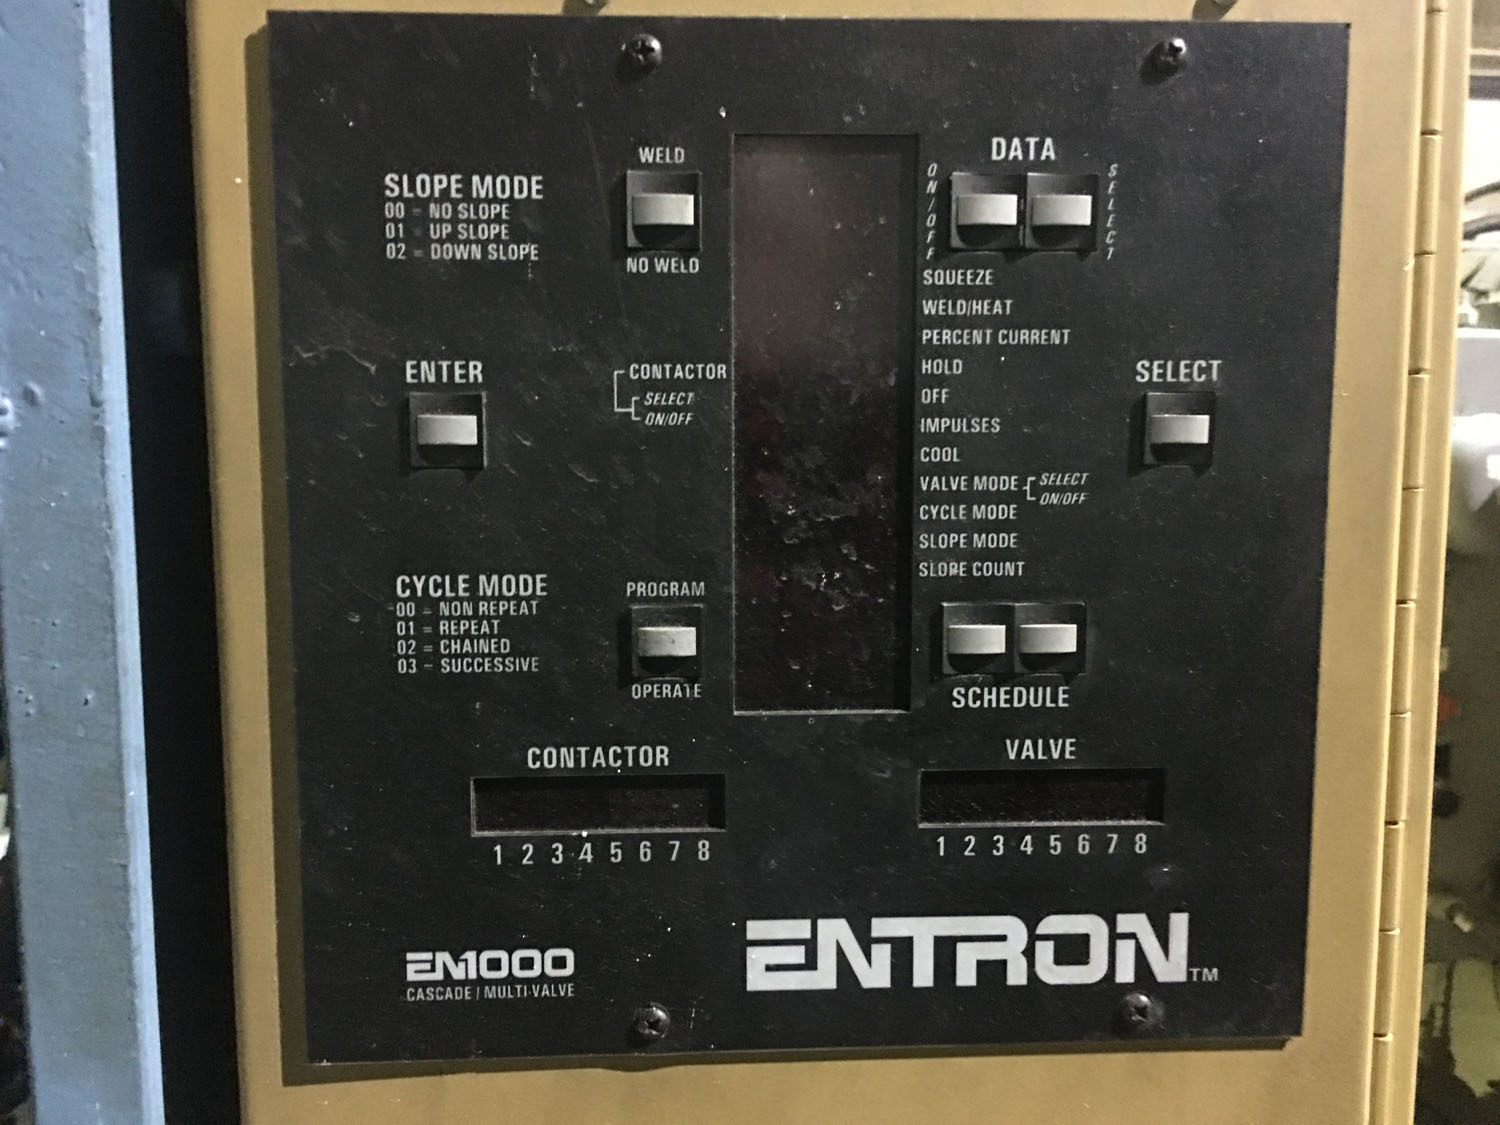 WELD
NO WELD
SLOPE MODE
00 = NO SLOPE
01 = UP SLOPE
02 = DOWN SLOPE
DATA
ON/OFF
SELECT
SQUEEZE
WELD/HEAT
PERCENT CURRENT
HOLD
OFF
IMPULSES
COOL
VALVE MODE SELECT
ON/OFF
CYCLE MODE
SLOPE MODE
SLOPE COUNT
ENTER
CONTACTOR
SELECT
ON/OFF
SELECT
CYCLE MODE
00 = NON REPEAT
01 = REPEAT
02 = CHAINED
03 = SUCCESSIVE
PROGRAM
OPERATE
SCHEDULE
CONTACTOR
1 2 3 4 5 6 7 8
VALVE
1 2 3 4 5 6 7 8
EM1000
CASCADE / MULTI-VALVE
ENTRON TM